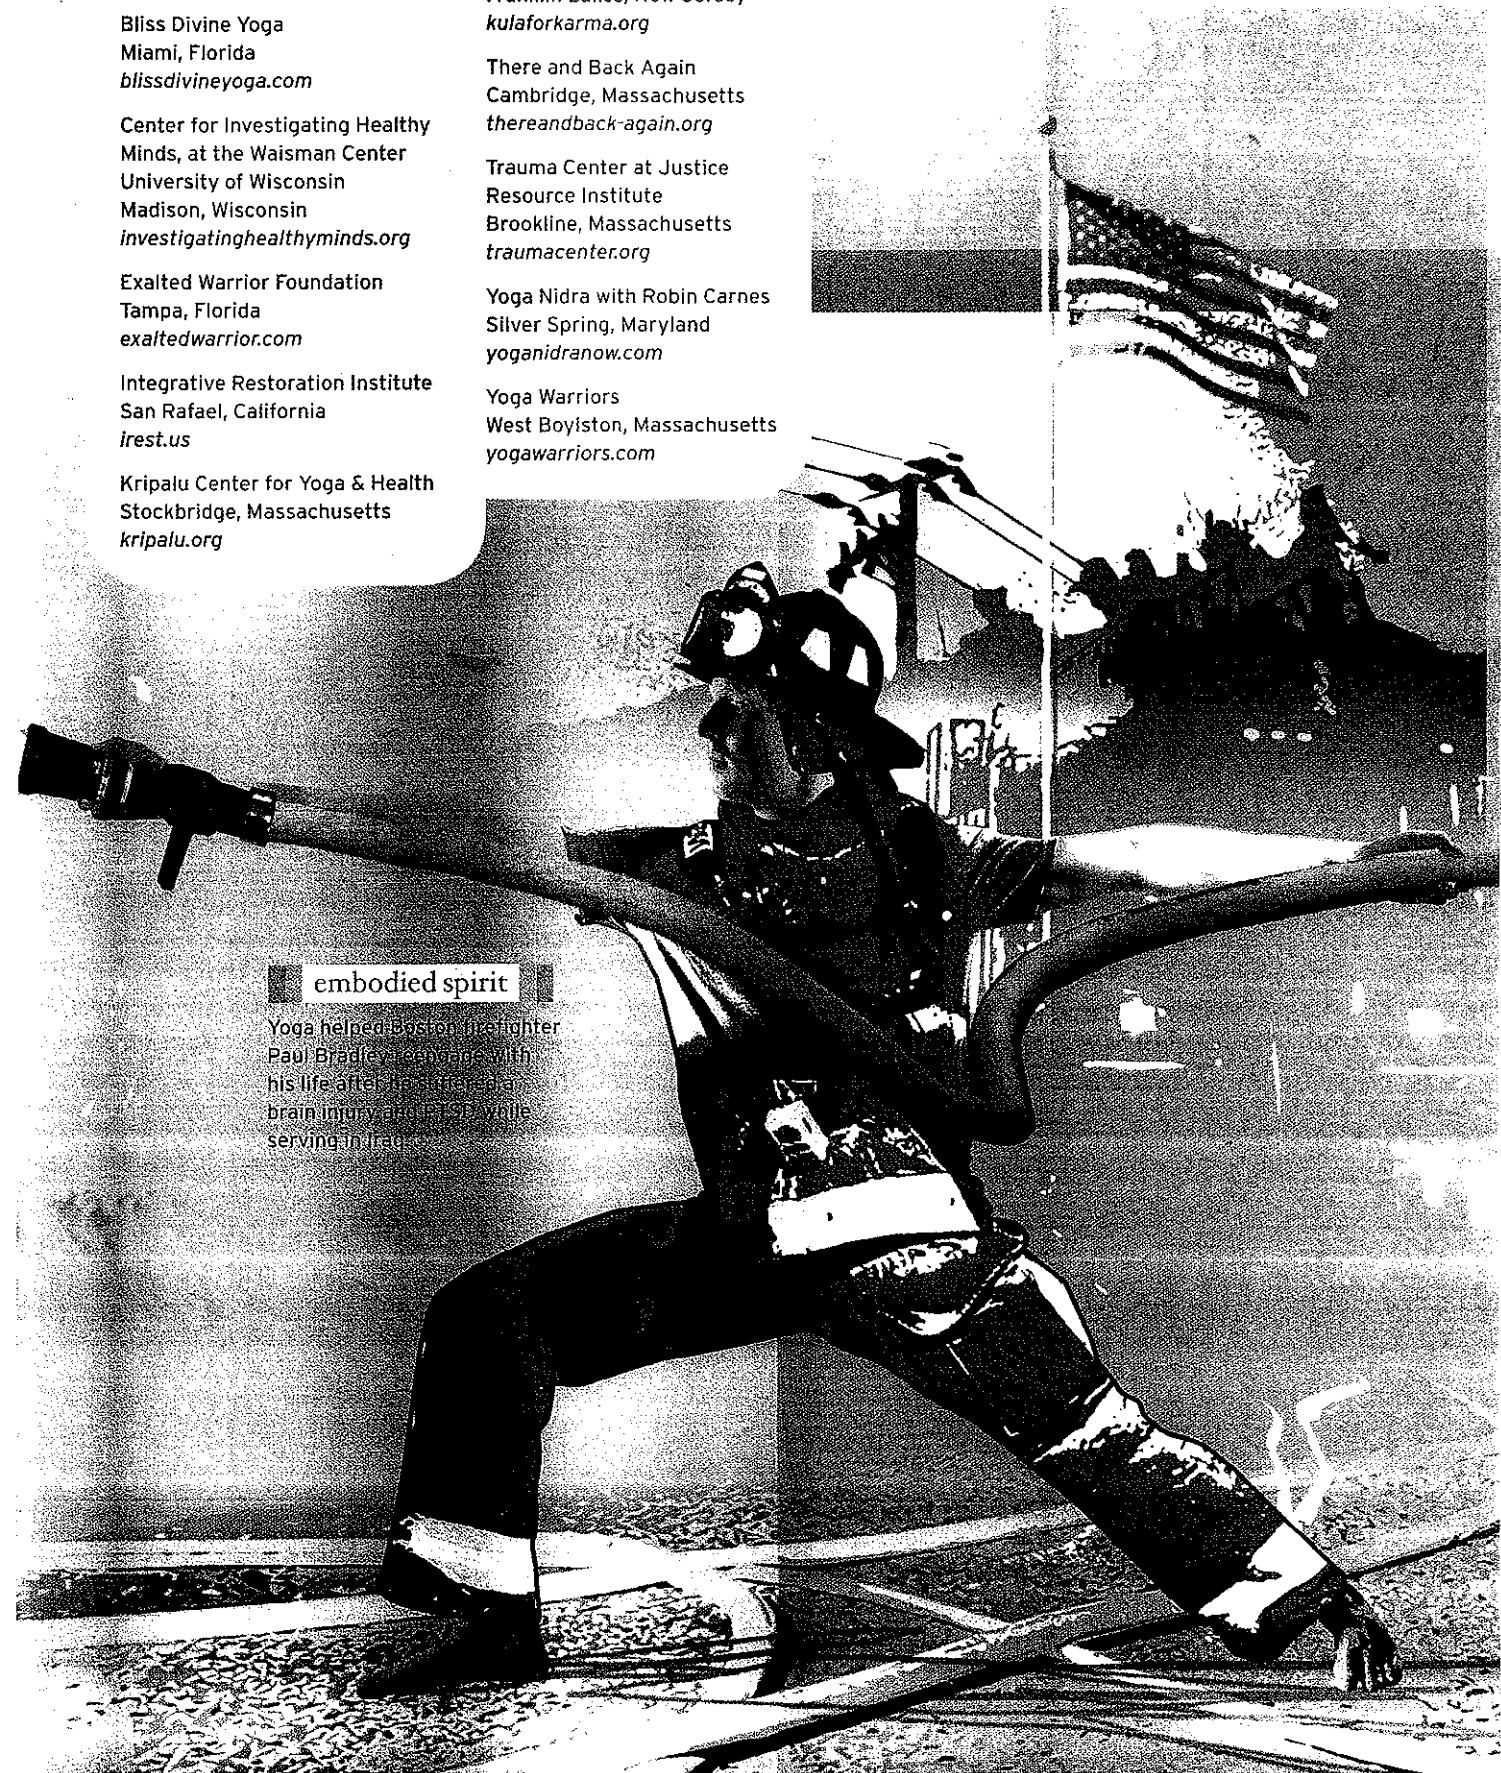 Bliss Divine Yoga
Miami, Florida
blissdivineyoga.com
Center for Investigating Healthy
Minds, at the Waisman Center
University of Wisconsin
Madison, Wisconsin
investigatinghealthyminds.org
Exalted Warrior Foundation
Tampa, Florida
exaltedwarrior.com
Integrative Restoration Institute
San Rafael, California
irest.us
Kripalu Center for Yoga & Health
Stockbridge, Massachusetts
kripalu.org
kulaforkarma.org
There and Back Again
Cambridge, Massachusetts
thereandback-again.org
Trauma Center at Justice
Resource Institute
Brookline, Massachusetts
traumacenter.org
Yoga Nidra with Robin Carnes
Silver Spring, Maryland
yoganidranow.com
Yoga Warriors
West Boylston, Massachusetts
yogawarriors.com
embodied spirit
Yoga helped Boston firefighter
Paul Bradley reengage with
his life after he suffered a
brain injury and PTSD while
serving in Iraq.